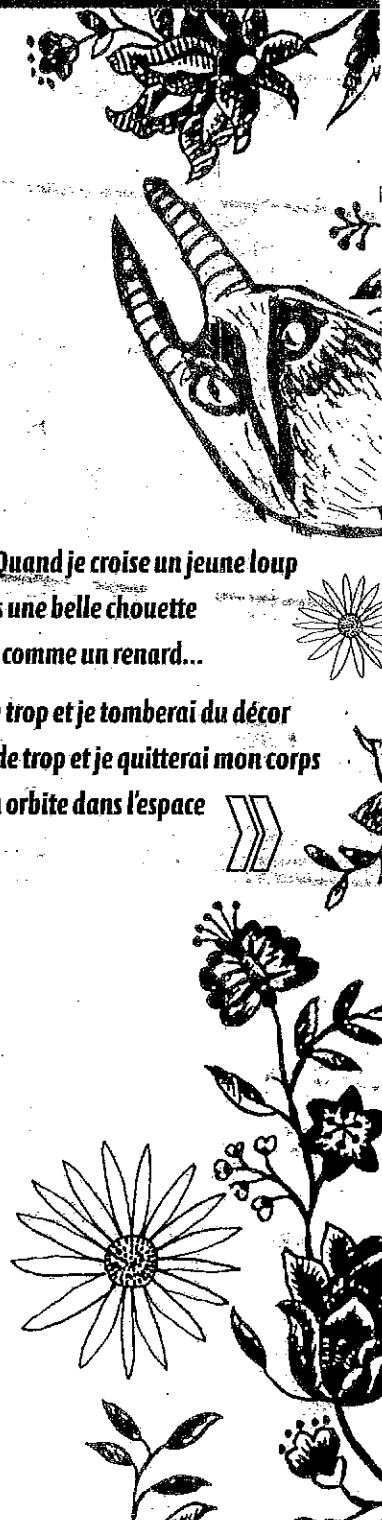 Quand je croise un jeune loup
une belle chouette
comme un renard...
trop et je tomberai du décor
de trop et je quitterai mon corps
orbite dans l'espace
»